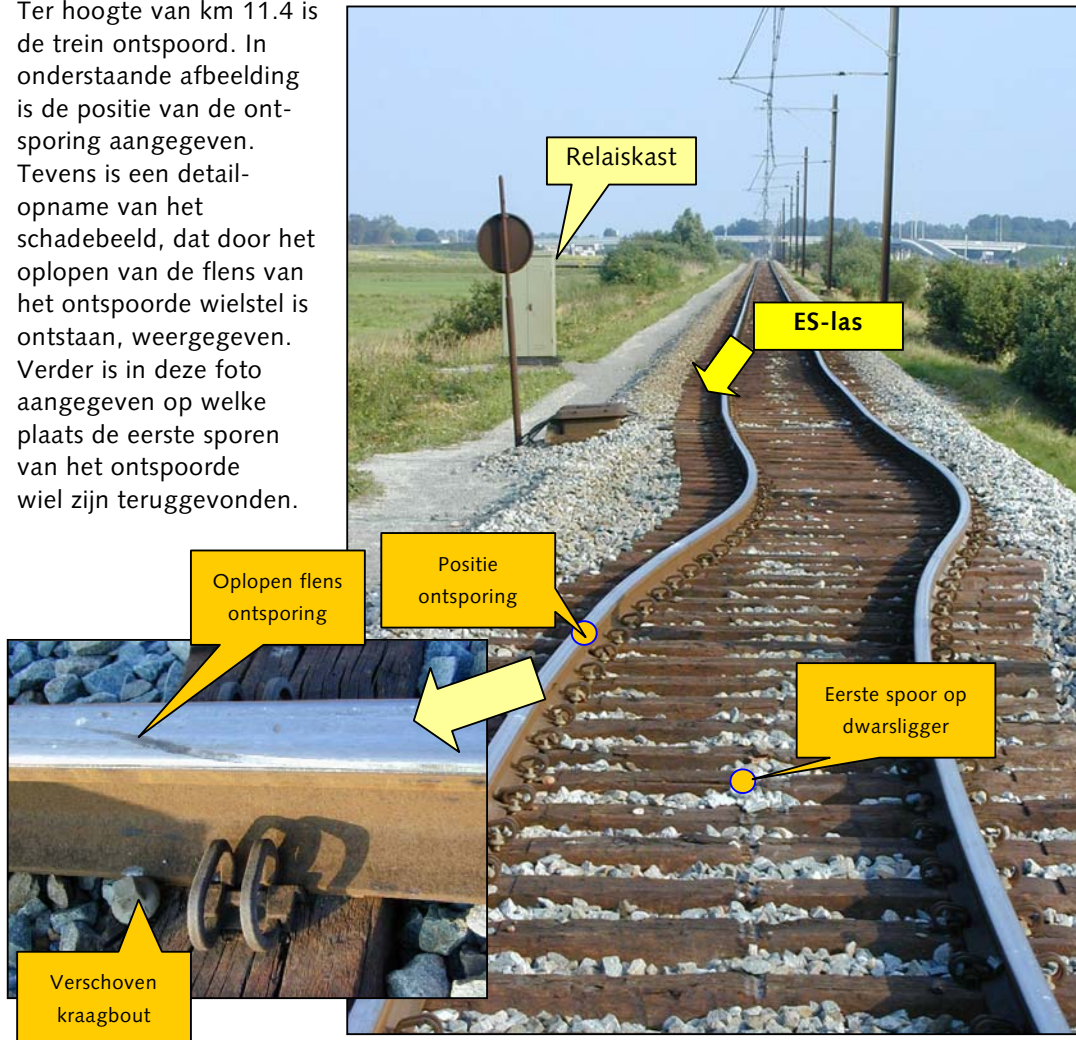 Ter hoogte van km 11.4 is
de trein ontspoord. In
onderstaande afbeelding
is de positie van de ont-
sporing aangegeven.
Tevens is een detail-
opname van het
schadebeeld, dat door het
oplopen van de flens van
het ontspoorde wielstel is
ontstaan, weergegeven.
Verder is in deze foto
aangegeven op welke
plaats de eerste sporen
van het ontspoorde
wiel zijn teruggevonden.
Relaiskast
ES-las
Positie
ontsporing
Oplopen flens
ontsporing
Eerste spoor op
dwarsligger
Verschoven
kraagbout